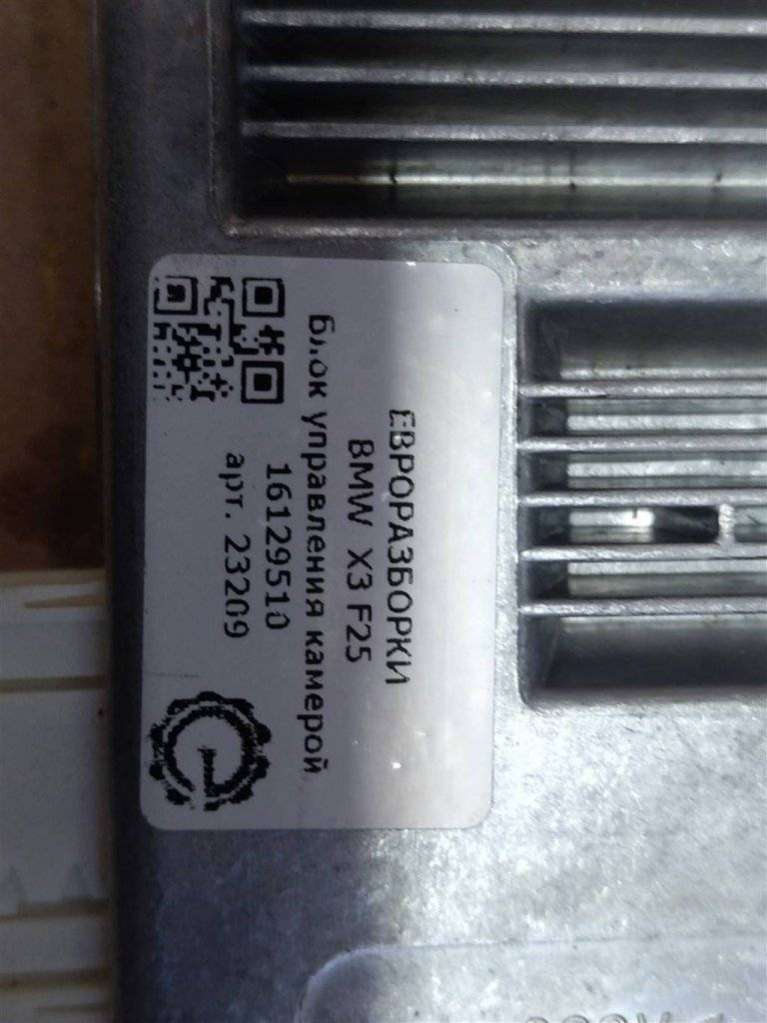 ЕВРОРАЗБОРКИ
BMW X3 F25
Блок управления камерой
16129510
арт. 23209